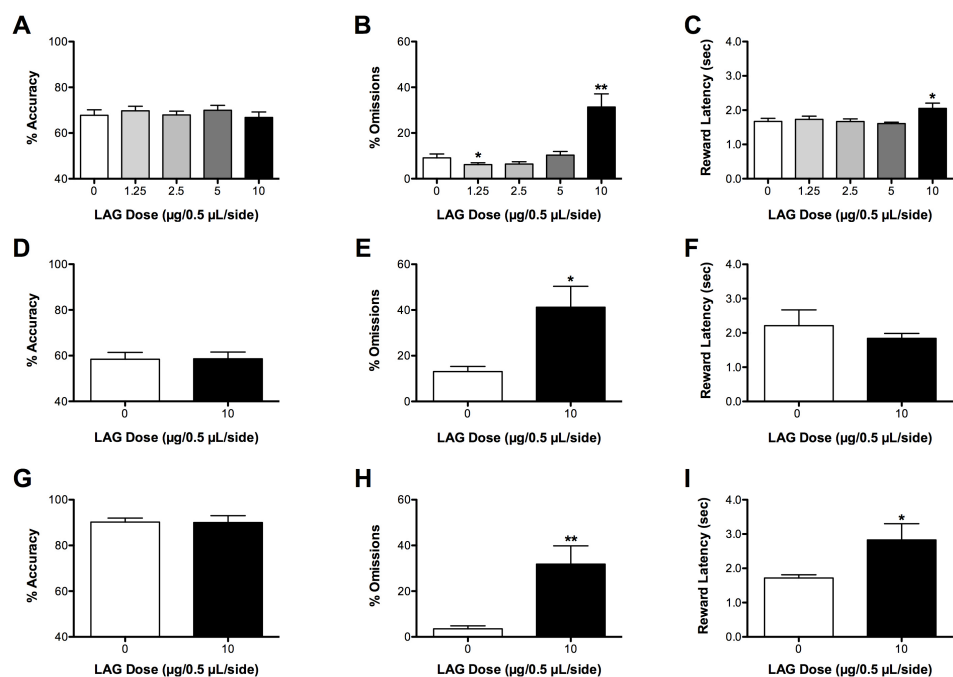 A
% Accuracy
100
80
60
40
0 1.25 2.5 5 10
LAG Dose (µg/0.5 µL/side)
B
% Omissions
60
40
20
0
*
**
0 1.25 2.5 5 10
LAG Dose (µg/0.5 µL/side)
C
Reward Latency (sec)
4.0
3.0
2.0
1.0
0.0
*
0 1.25 2.5 5 10
LAG Dose (µg/0.5 µL/side)
D
% Accuracy
100
80
60
40
0 10
LAG Dose (µg/0.5 µL/side)
E
% Omissions
60
40
20
0
*
0 10
LAG Dose (µg/0.5 µL/side)
F
Reward Latency (sec)
4.0
3.0
2.0
1.0
0.0
0 10
LAG Dose (µg/0.5 µL/side)
G
% Accuracy
100
80
60
40
0 10
LAG Dose (µg/0.5 µL/side)
H
% Omissions
60
40
20
0
**
0 10
LAG Dose (µg/0.5 µL/side)
I
Reward Latency (sec)
4.0
3.0
2.0
1.0
0.0
*
0 10
LAG Dose (µg/0.5 µL/side)